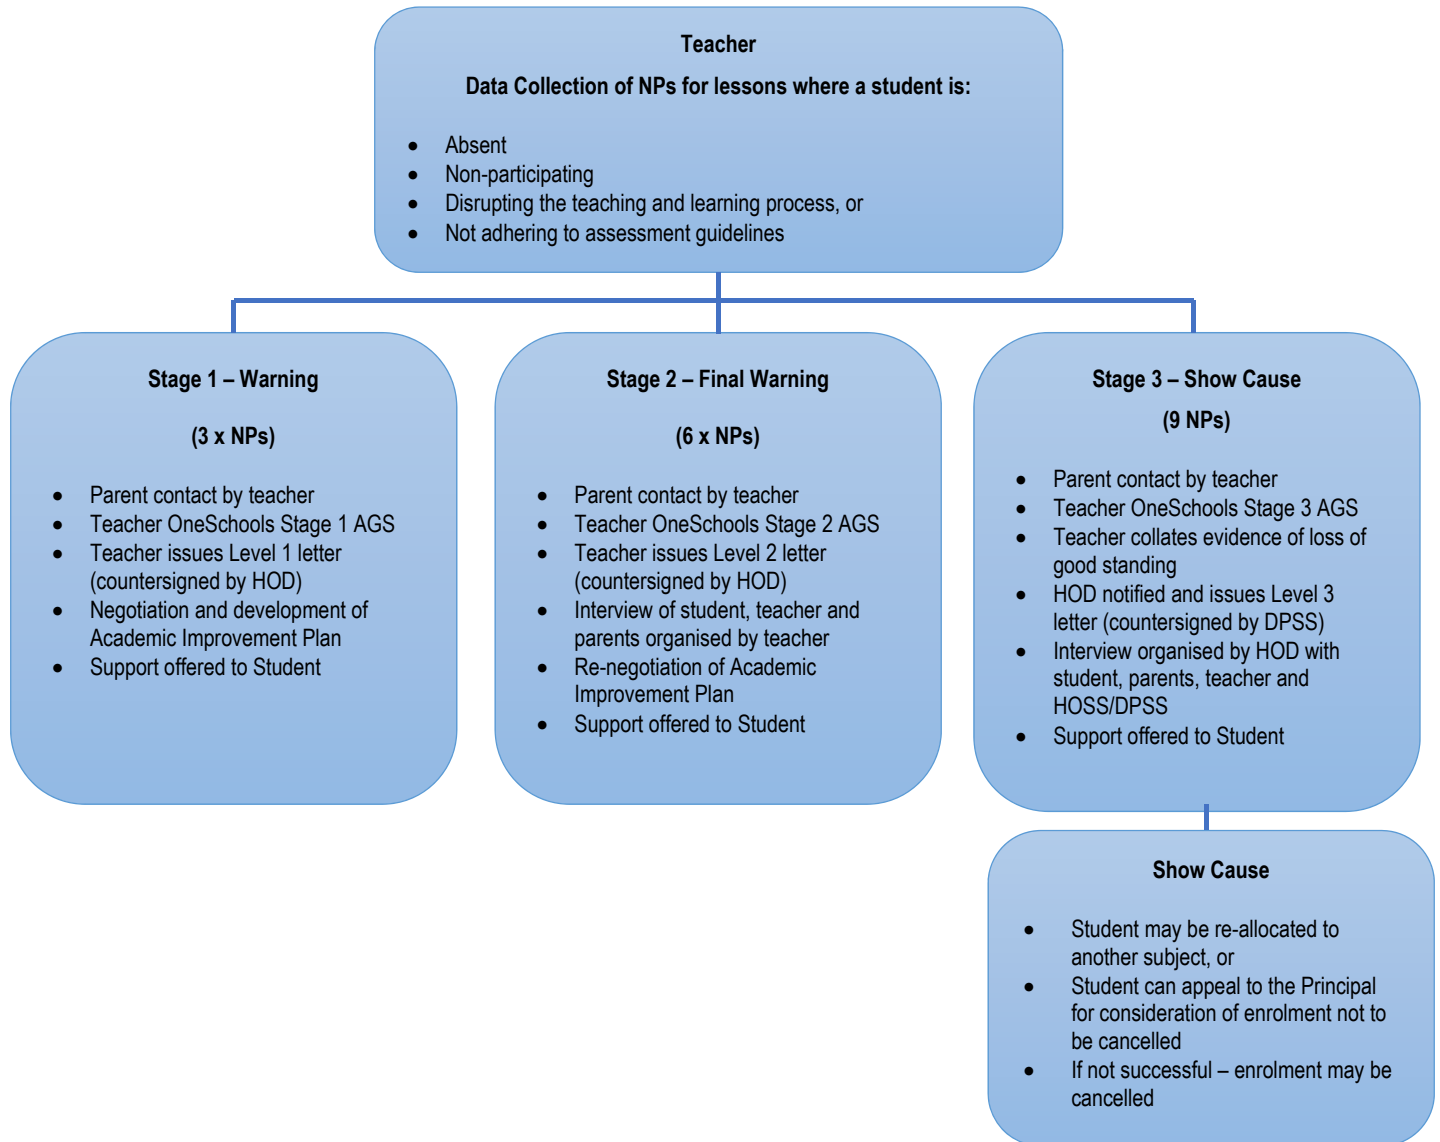 Teacher
Data Collection of NPs for lessons where a student is:
• Absent
• Non-participating
• Disrupting the teaching and learning process, or
• Not adhering to assessment guidelines
Stage 1 – Warning
(3 x NPs)
• Parent contact by teacher
• Teacher OneSchools Stage 1 AGS
• Teacher issues Level 1 letter
(countersigned by HOD)
• Negotiation and development of
Academic Improvement Plan
• Support offered to Student
Stage 2 – Final Warning
(6 x NPs)
• Parent contact by teacher
• Teacher OneSchools Stage 2 AGS
• Teacher issues Level 2 letter
(countersigned by HOD)
• Interview of student, teacher and
parents organised by teacher
• Re-negotiation of Academic
Improvement Plan
• Support offered to Student
Stage 3 – Show Cause
(9 NPs)
• Parent contact by teacher
• Teacher OneSchools Stage 3 AGS
• Teacher collates evidence of loss of
good standing
• HOD notified and issues Level 3
letter (countersigned by DPSS)
• Interview organised by HOD with
student, parents, teacher and
HOSS/DPSS
• Support offered to Student
Show Cause
• Student may be re-allocated to
another subject, or
• Student can appeal to the Principal
for consideration of enrolment not to
be cancelled
• If not successful – enrolment may be
cancelled